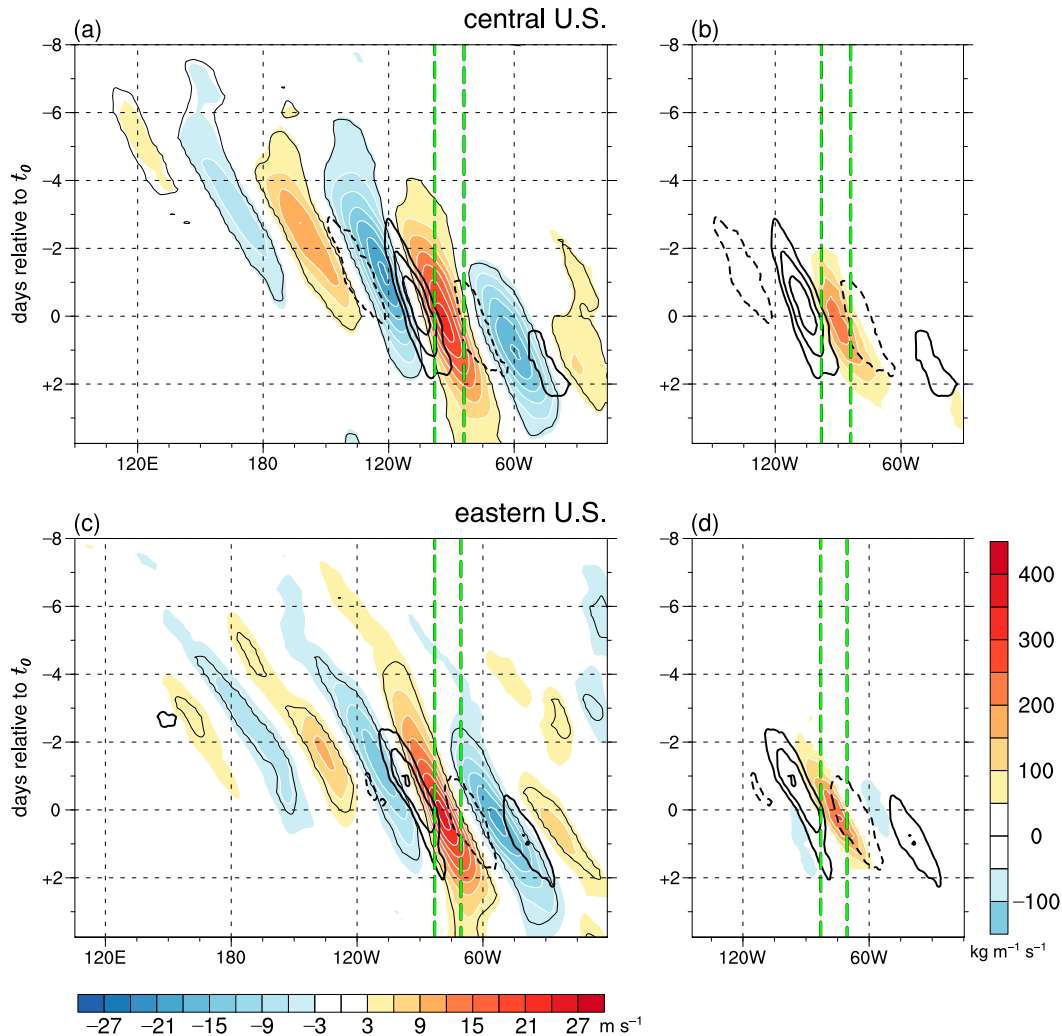 (a) central U.S. (b)
−8
−6
−4
−2
0
+2
days relative to t₀
120E 180 120W 60W 120W 60W
(c) eastern U.S. (d)
−8
−6
−4
−2
0
+2
days relative to t₀
120E 180 120W 60W 120W 60W
400
300
200
100
0
−100
kg m⁻¹ s⁻¹
−27 −21 −15 −9 −3 3 9 15 21 27 m s⁻¹